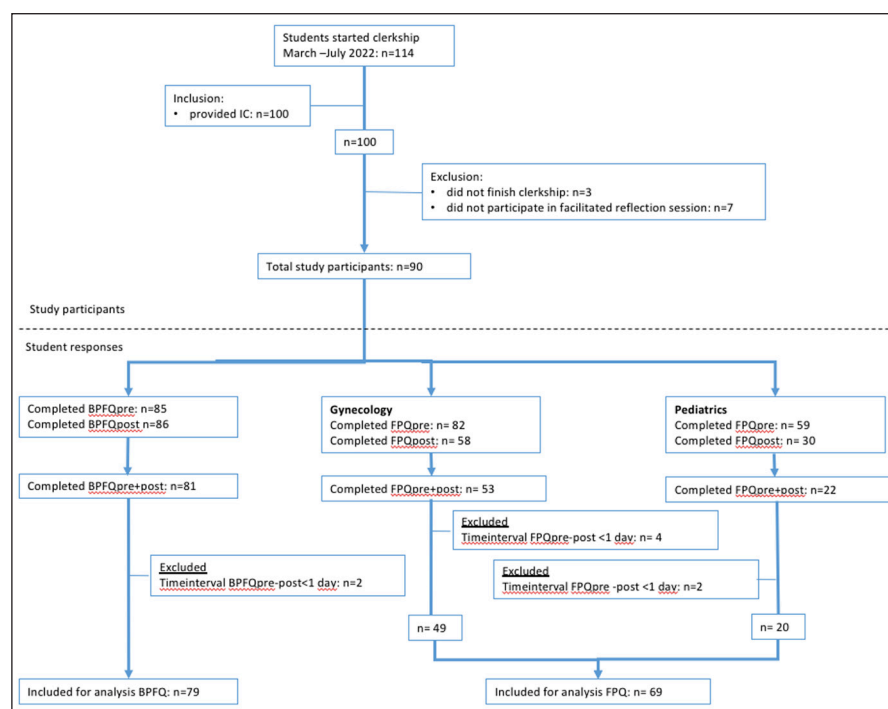 Students started clerkship
March –July 2022: n=114
Inclusion:
• provided IC: n=100
n=100
Exclusion:
• did not finish clerkship: n=3
• did not participate in facilitated reflection session: n=7
Total study participants: n=90
Study participants
Student responses
Completed BPFQpre: n=85
Completed BPFQpost n=86
Gynecology
Completed FPQpre: n= 82
Completed FPQpost: n= 58
Pediatrics
Completed FPQpre: n= 59
Completed FPQpost: n= 30
Completed BPFQpre+post: n=81
Completed FPQpre+post: n= 53
Completed FPQpre+post: n=22
Excluded
Timeinterval FPQpre-post <1 day: n= 4
Excluded
Timeinterval BPFQpre-post<1 day: n=2
Excluded
Timeinterval FPQpre -post <1 day: n=2
n= 49
n= 20
Included for analysis BPFQ: n=79
Included for analysis FPQ: n= 69